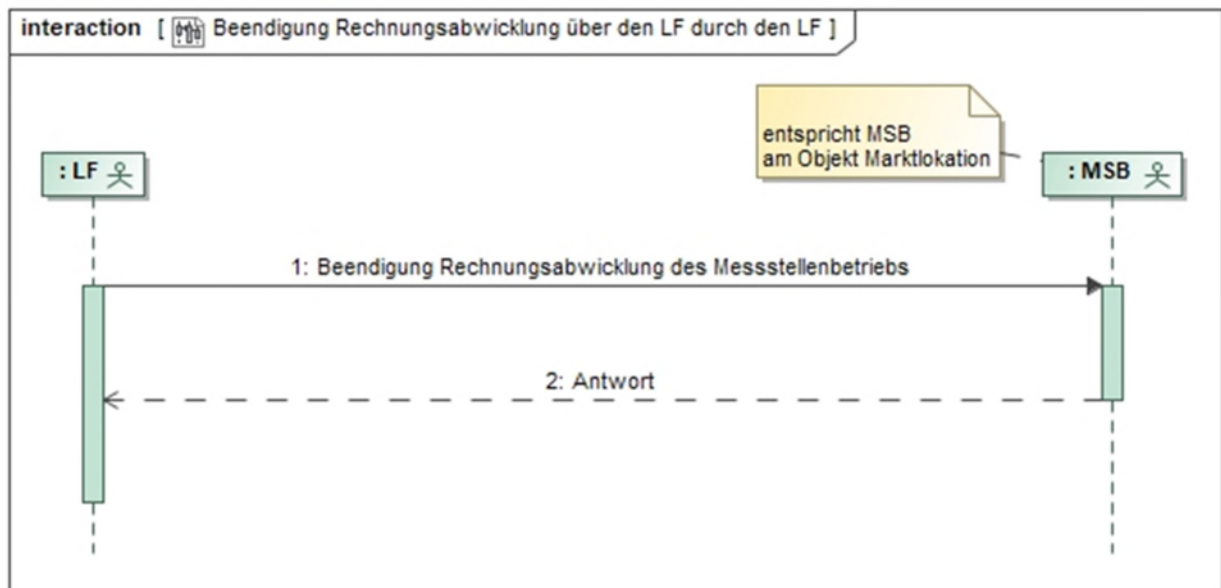 interaction [ Beendigung Rechnungsabwicklung über den LF durch den LF ]
entspricht MSB
am Objekt Marktlokation
: LF
: MSB
1: Beendigung Rechnungsabwicklung des Messstellenbetriebs
2: Antwort